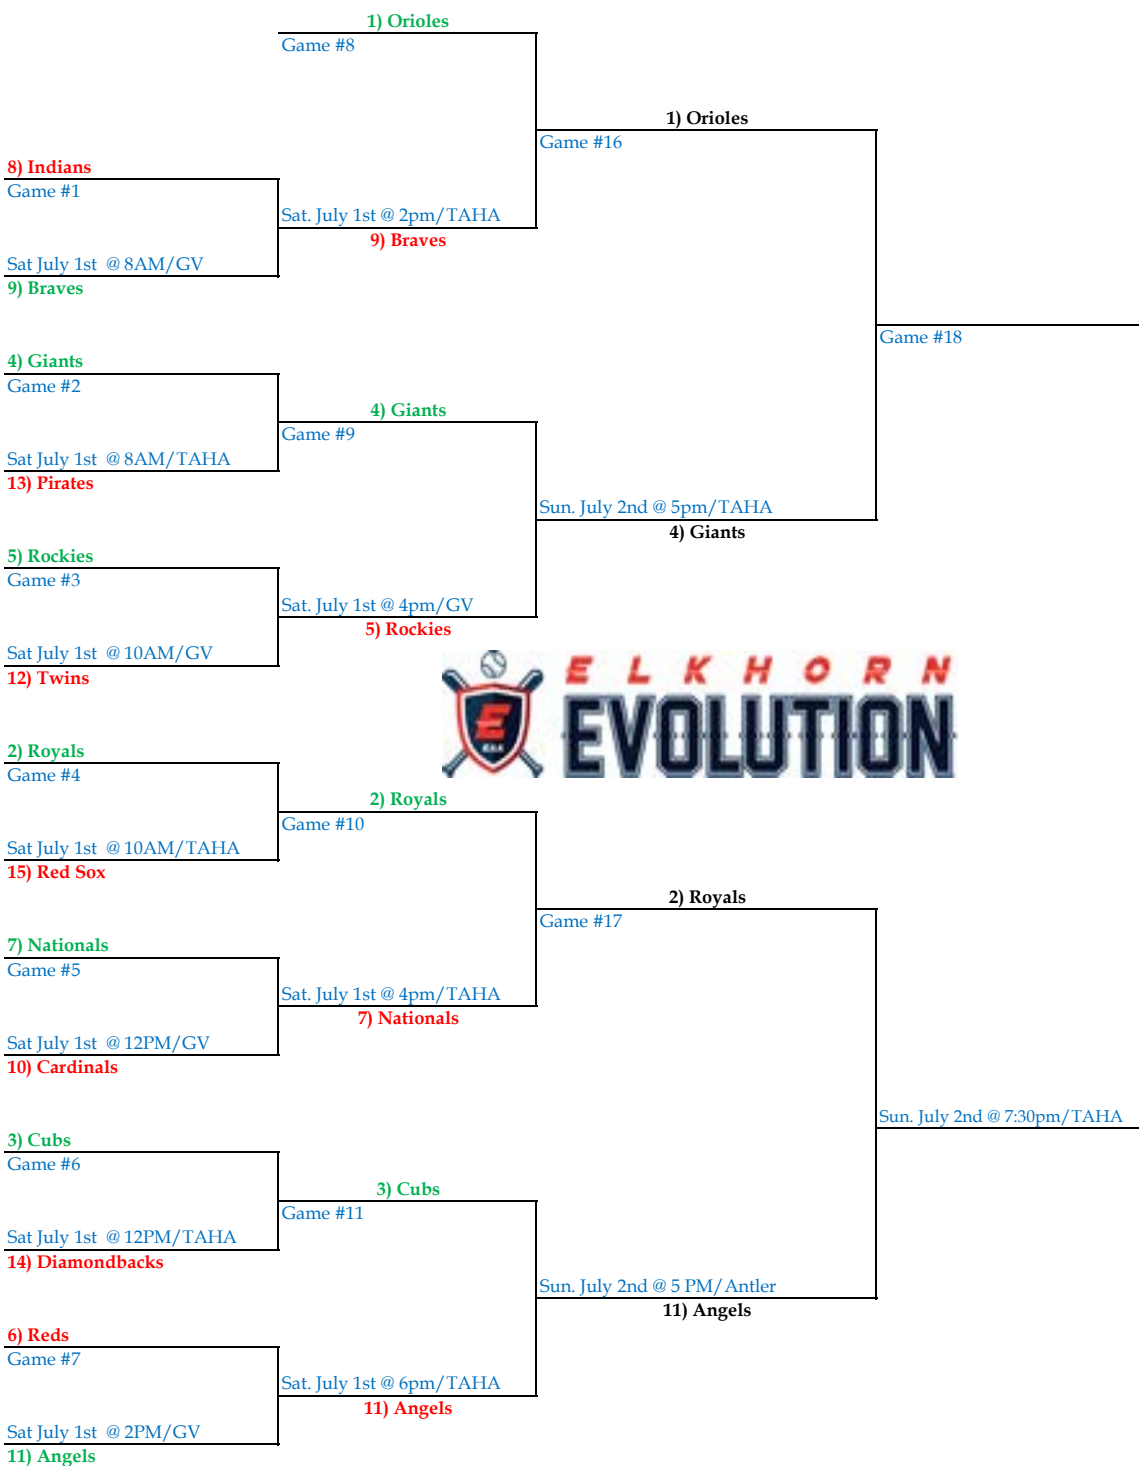 1) Orioles
Game #8
1) Orioles
Game #16
8) Indians
Game #1
Sat. July 1st @ 2pm/TAHA
9) Braves
Sat July 1st @ 8AM/GV
9) Braves
Game #18
4) Giants
Game #2
4) Giants
Game #9
Sat July 1st @ 8AM/TAHA
13) Pirates
Sun. July 2nd @ 5pm/TAHA
4) Giants
5) Rockies
Game #3
Sat. July 1st @ 4pm/GV
5) Rockies
Sat July 1st @ 10AM/GV
12) Twins
ELKHORN
EVOLUTION
E
2) Royals
Game #4
2) Royals
Game #10
Sat July 1st @ 10AM/TAHA
15) Red Sox
2) Royals
Game #17
7) Nationals
Game #5
Sat. July 1st @ 4pm/TAHA
7) Nationals
Sat July 1st @ 12PM/GV
10) Cardinals
Sun. July 2nd @ 7:30pm/TAHA
3) Cubs
Game #6
3) Cubs
Game #11
Sat July 1st @ 12PM/TAHA
14) Diamondbacks
Sun. July 2nd @ 5 PM/Antler
11) Angels
6) Reds
Game #7
Sat. July 1st @ 6pm/TAHA
11) Angels
Sat July 1st @ 2PM/GV
11) Angels